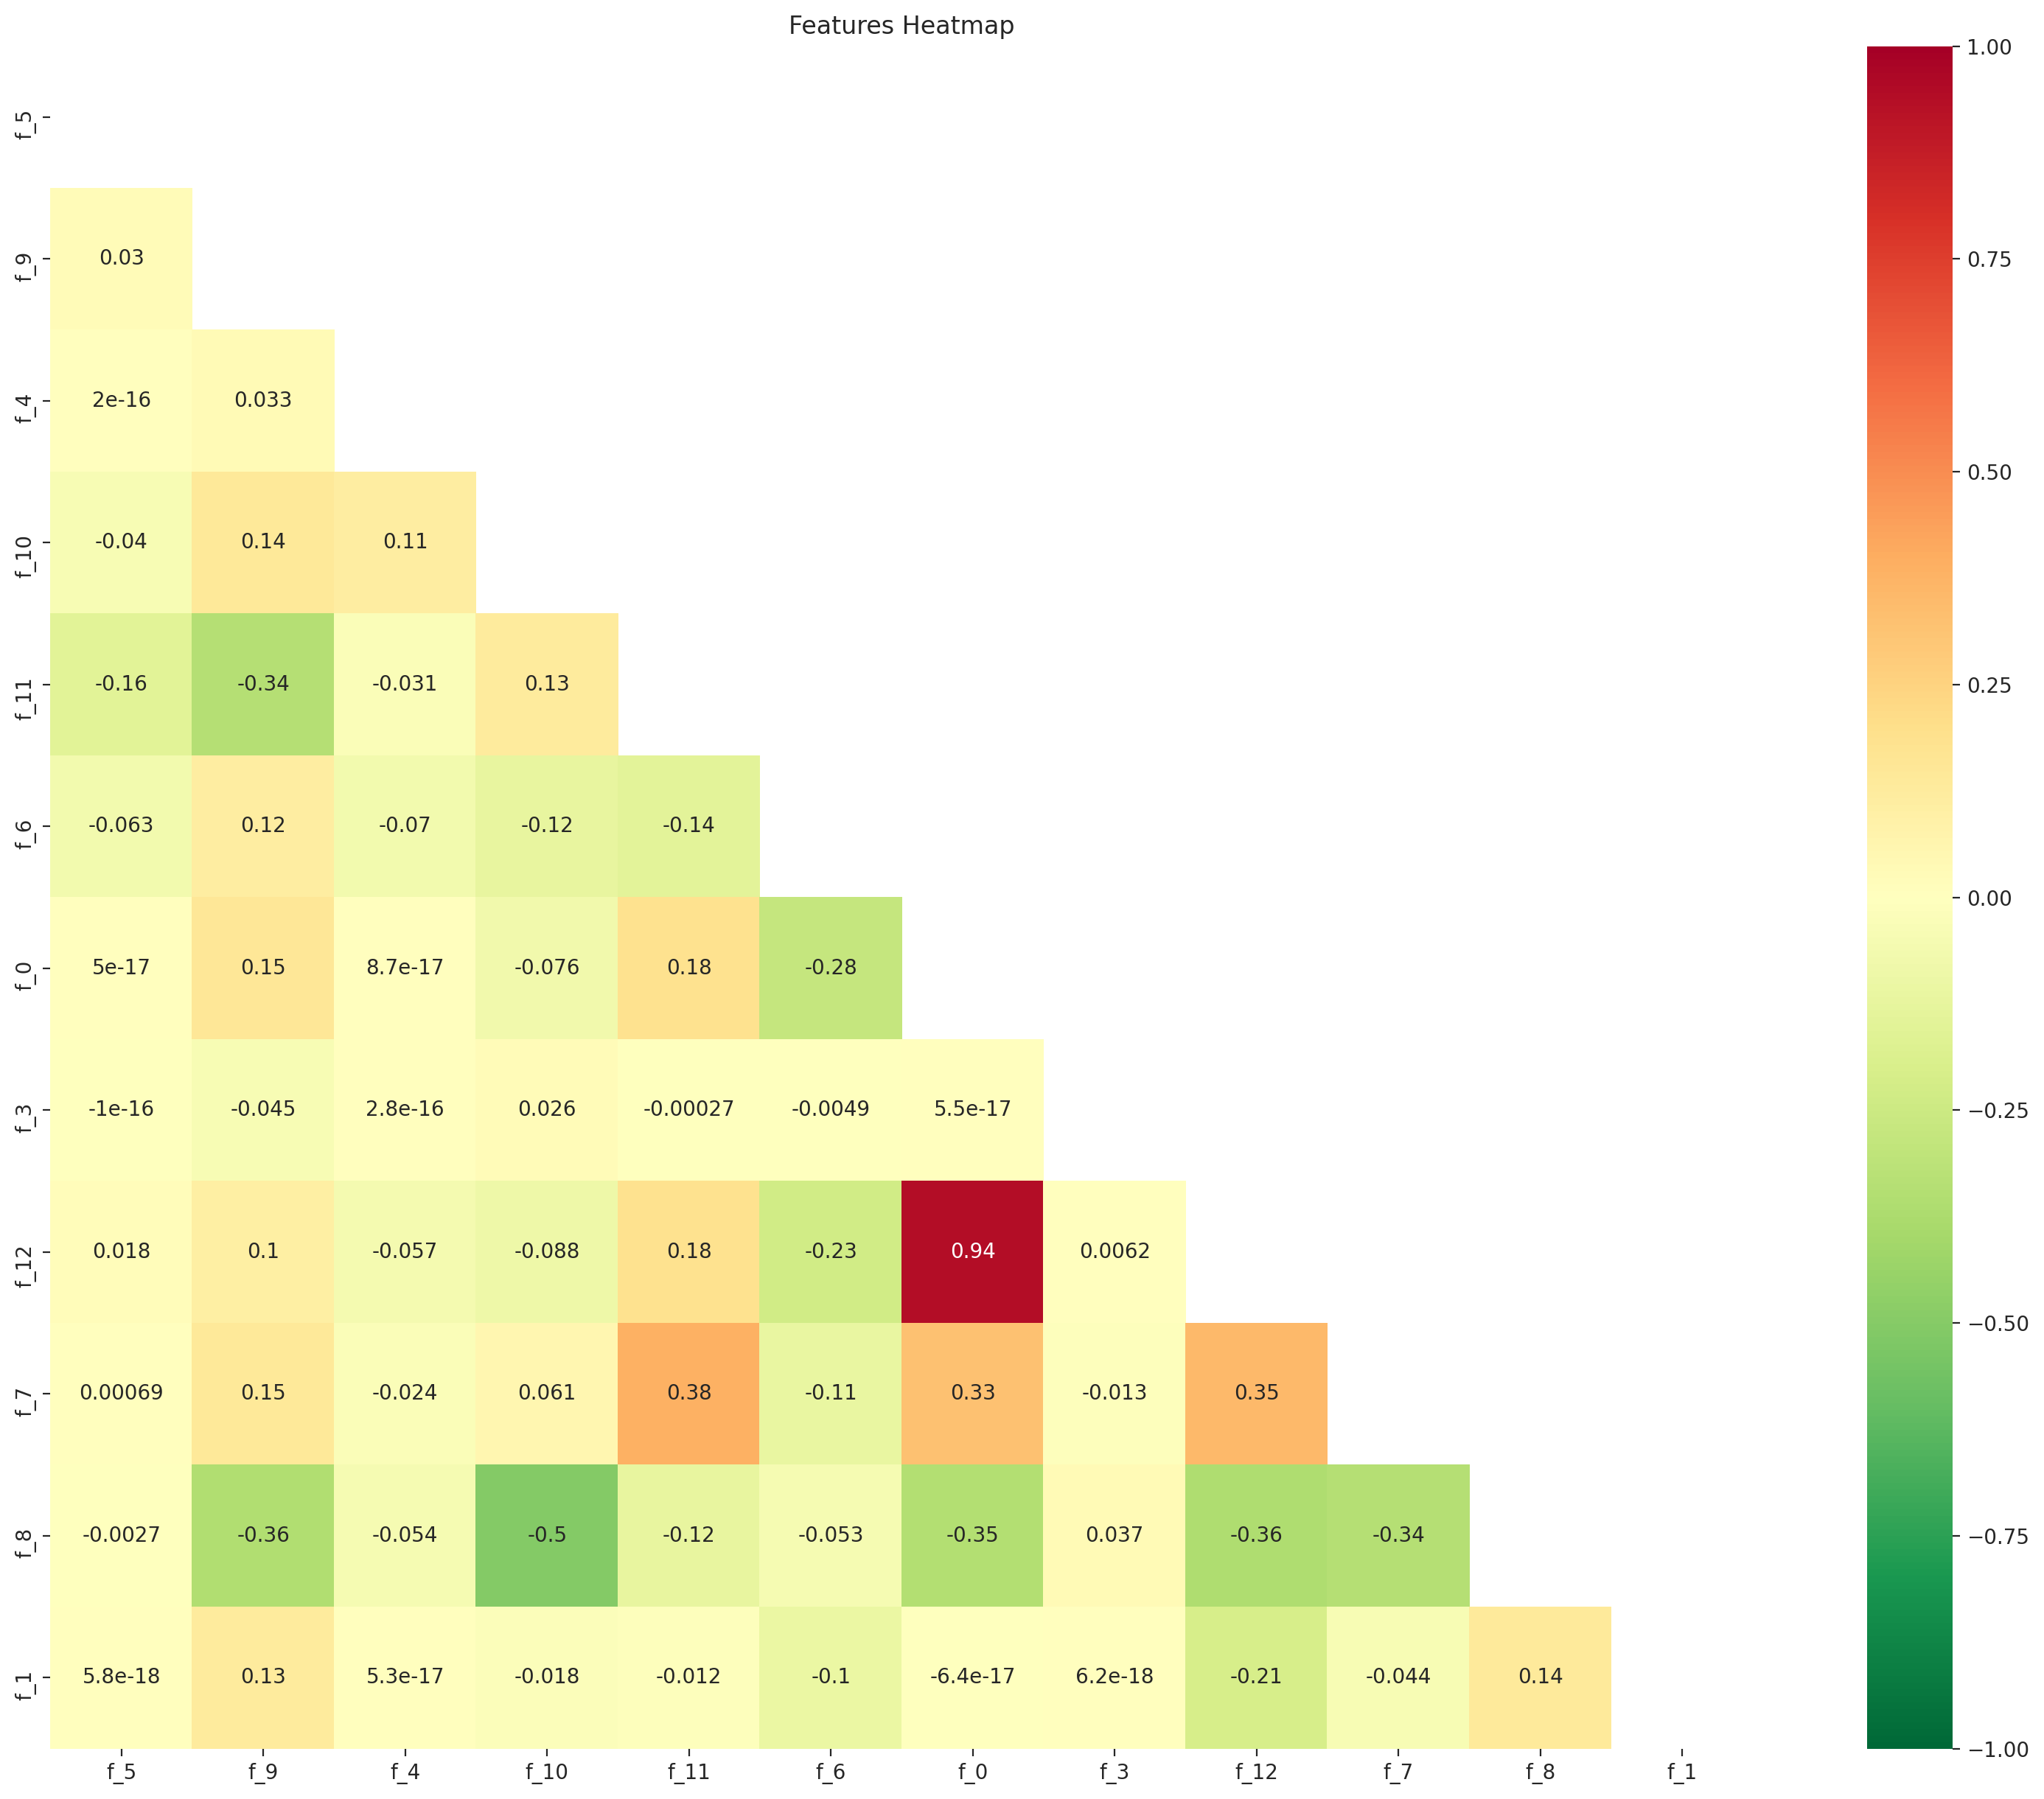 Features Heatmap
f_5
f_9 0.03
f_4 2e-16 0.033
f_10 -0.04 0.14 0.11
f_11 -0.16 -0.34 -0.031 0.13
f_6 -0.063 0.12 -0.07 -0.12 -0.14
f_0 5e-17 0.15 8.7e-17 -0.076 0.18 -0.28
f_3 -1e-16 -0.045 2.8e-16 0.026 -0.00027 -0.0049 5.5e-17
f_12 0.018 0.1 -0.057 -0.088 0.18 -0.23 0.94 0.0062
f_7 0.00069 0.15 -0.024 0.061 0.38 -0.11 0.33 -0.013 0.35
f_8 -0.0027 -0.36 -0.054 -0.5 -0.12 -0.053 -0.35 0.037 -0.36 -0.34
f_1 5.8e-18 0.13 5.3e-17 -0.018 -0.012 -0.1 -6.4e-17 6.2e-18 -0.21 -0.044 0.14
f_5 f_9 f_4 f_10 f_11 f_6 f_0 f_3 f_12 f_7 f_8 f_1
1.00
0.75
0.50
0.25
0.00
−0.25
−0.50
−0.75
−1.00